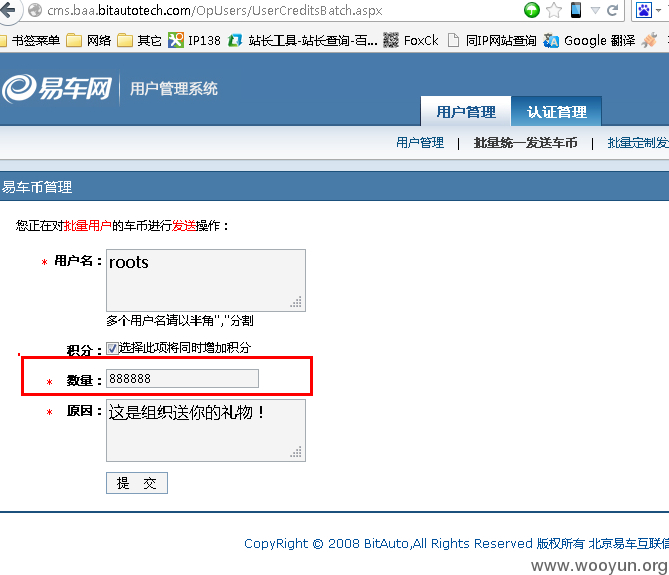 cms.baa.bitautotech.com/OpUsers/UserCreditsBatch.aspx
书签菜单 网络 其它 IP138 站长工具-站长查询-百... FoxCk 同IP网站查询 Google 翻译
易车网 用户管理系统
用户管理 认证管理
用户管理 | 批量统一发送车币 | 批量定制发
易车币管理
您正在对批量用户的车币进行发送操作：
* 用户名： roots
多个用户名请以半角","分割
积分： 选择此项将同时增加积分
* 数量： 888888
* 原因： 这是组织送你的礼物！
提 交
CopyRight © 2008 BitAuto,All Rights Reserved 版权所有 北京易车互联信
www.wooyun.org